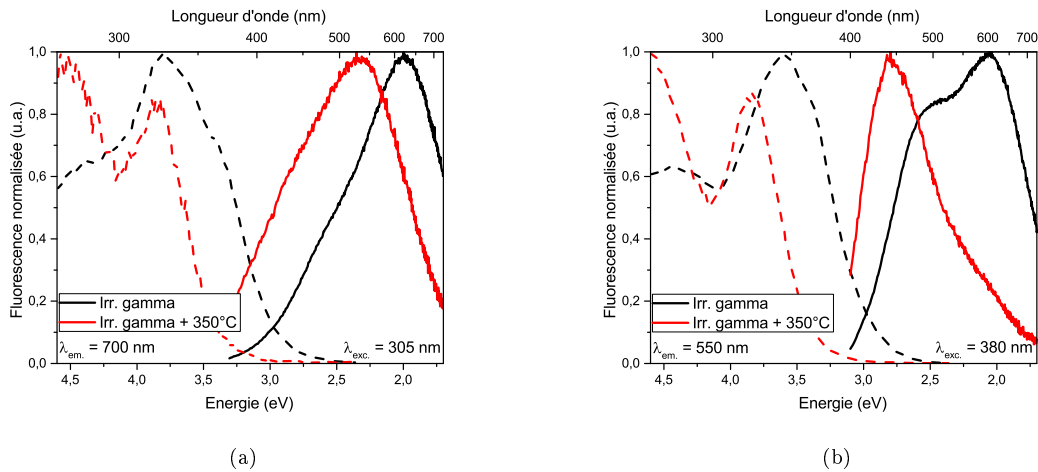 Longueur d'onde (nm)
300 400 500 600 700
1,0
0,8
0,6
0,4
0,2
0,0
Fluorescence normalisée (u.a.)
Irr. gamma
Irr. gamma + 350°C
λem. = 700 nm
λexc. = 305 nm
4,5 4,0 3,5 3,0 2,5 2,0
Energie (eV)
(a)
Longueur d'onde (nm)
300 400 500 600 700
1,0
0,8
0,6
0,4
0,2
0,0
Fluorescence normalisée (u.a.)
Irr. gamma
Irr. gamma + 350°C
λem. = 550 nm
λexc. = 380 nm
4,5 4,0 3,5 3,0 2,5 2,0
Energie (eV)
(b)